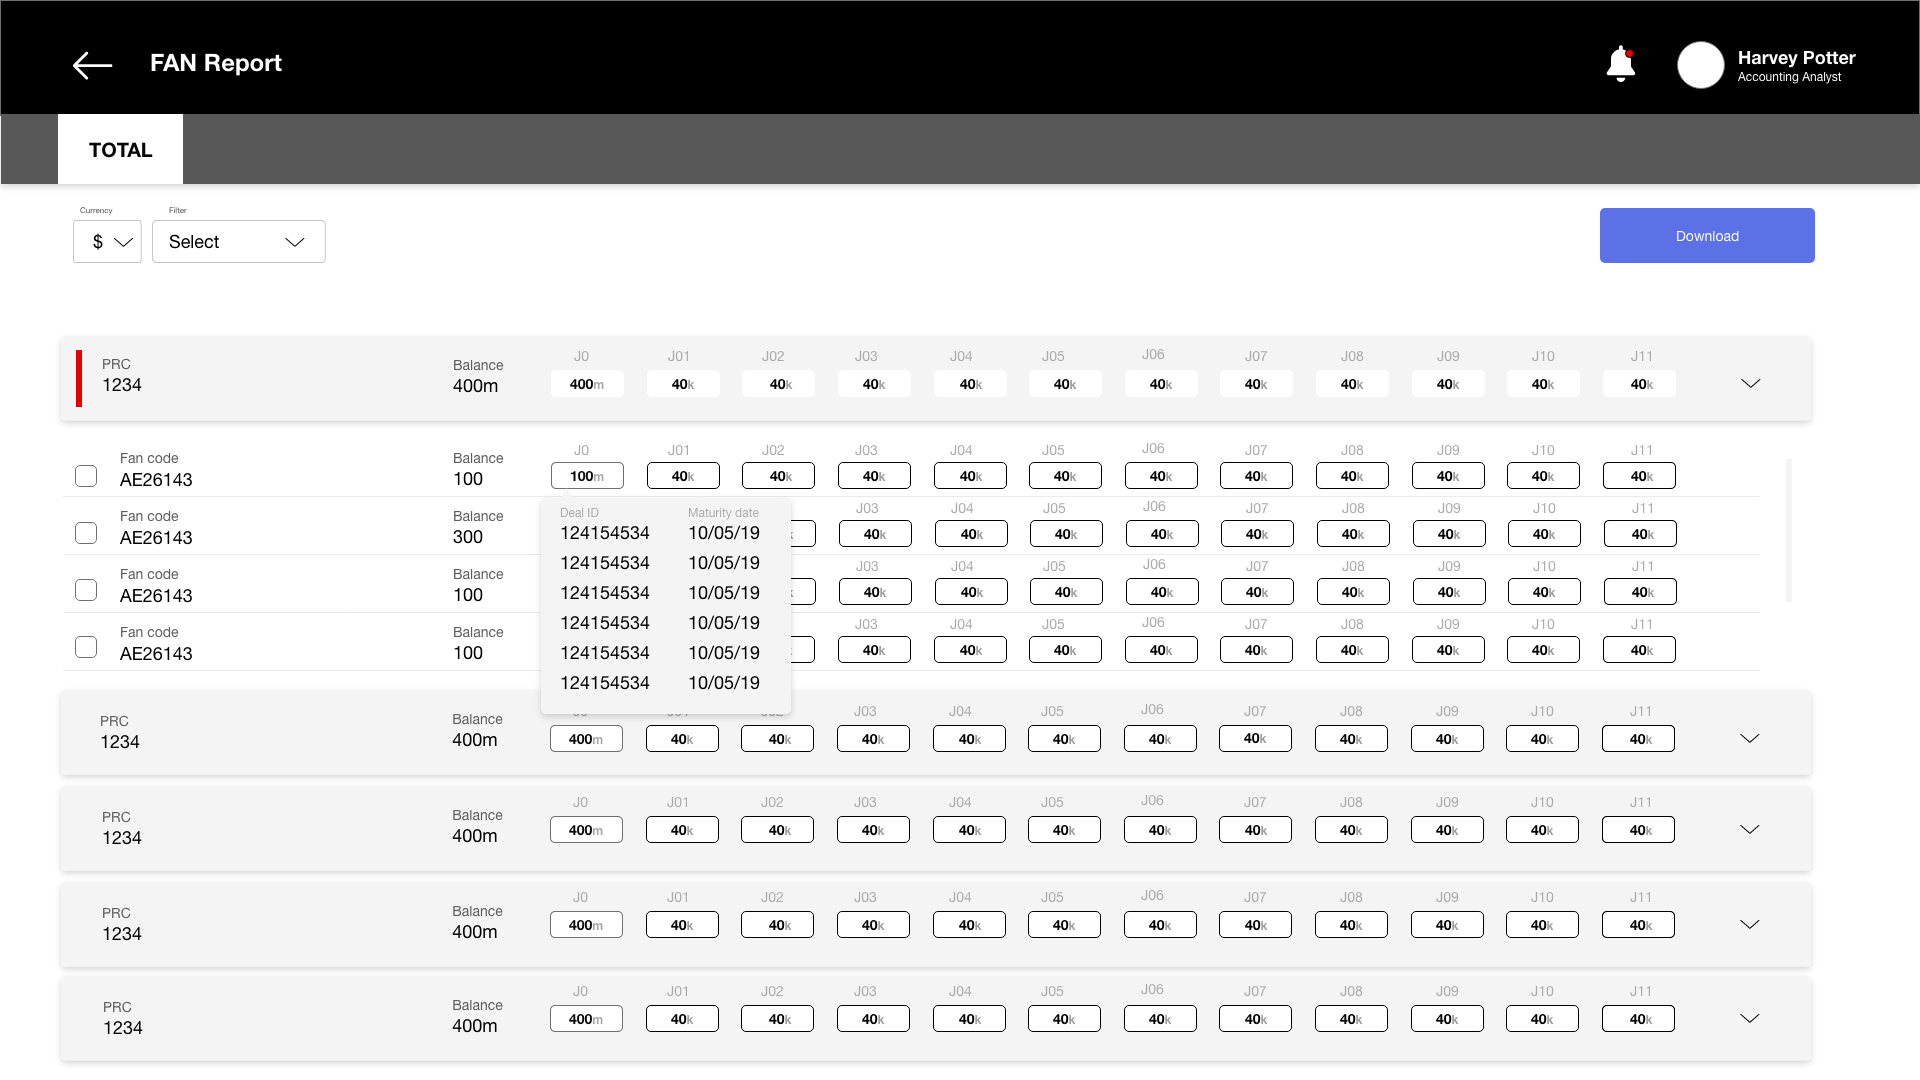 FAN Report
Harvey Potter
Accounting Analyst
TOTAL
Currency Filter
$ Select
Download
PRC Balance J0 J01 J02 J03 J04 J05 J06 J07 J08 J09 J10 J11
1234 400m 400m 40k 40k 40k 40k 40k 40k 40k 40k 40k 40k 40k
Fan code Balance J0 J01 J02 J03 J04 J05 J06 J07 J08 J09 J10 J11
AE26143 100 100m 40k 40k 40k 40k 40k 40k 40k 40k 40k 40k 40k
Fan code Balance J03 J04 J05 J06 J07 J08 J09 J10 J11
AE26143 300 40k 40k 40k 40k 40k 40k 40k 40k 40k
Fan code Balance J03 J04 J05 J06 J07 J08 J09 J10 J11
AE26143 100 40k 40k 40k 40k 40k 40k 40k 40k 40k
Fan code Balance J03 J04 J05 J06 J07 J08 J09 J10 J11
AE26143 100 40k 40k 40k 40k 40k 40k 40k 40k 40k
Deal ID Maturity date
124154534 10/05/19
124154534 10/05/19
124154534 10/05/19
124154534 10/05/19
124154534 10/05/19
124154534 10/05/19
PRC Balance J03 J04 J05 J06 J07 J08 J09 J10 J11
1234 400m 400m 40k 40k 40k 40k 40k 40k 40k 40k 40k 40k 40k
PRC Balance J0 J01 J02 J03 J04 J05 J06 J07 J08 J09 J10 J11
1234 400m 400m 40k 40k 40k 40k 40k 40k 40k 40k 40k 40k 40k
PRC Balance J0 J01 J02 J03 J04 J05 J06 J07 J08 J09 J10 J11
1234 400m 400m 40k 40k 40k 40k 40k 40k 40k 40k 40k 40k 40k
PRC Balance J0 J01 J02 J03 J04 J05 J06 J07 J08 J09 J10 J11
1234 400m 400m 40k 40k 40k 40k 40k 40k 40k 40k 40k 40k 40k